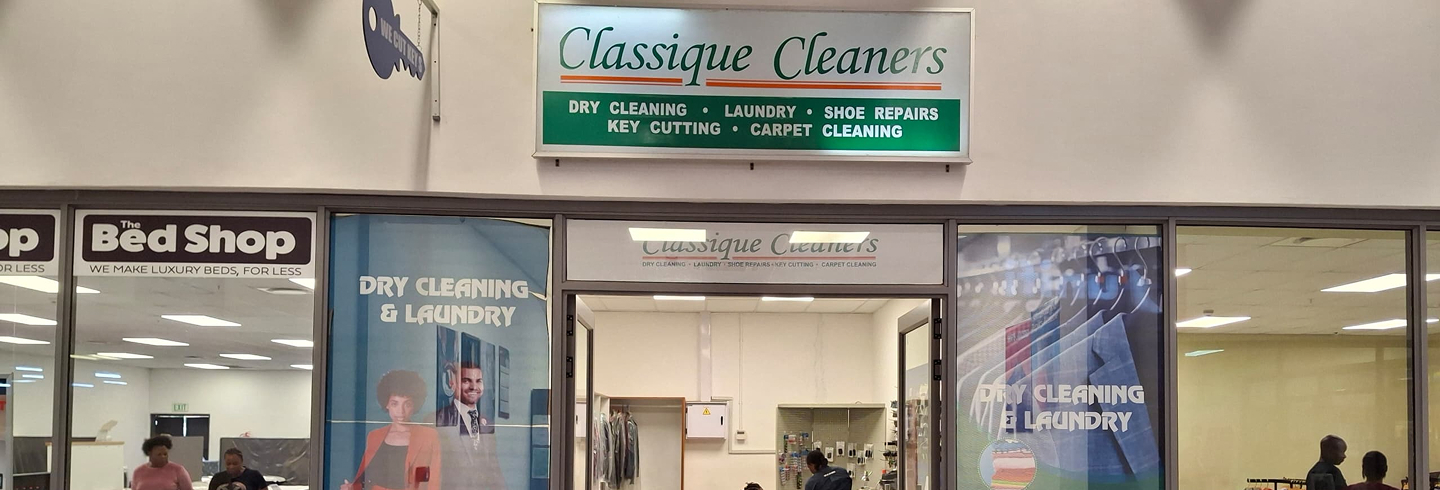 WE CUT KEYS
Classique Cleaners
DRY CLEANING • LAUNDRY • SHOE REPAIRS
KEY CUTTING • CARPET CLEANING
op
OR LESS
The
Bed Shop
WE MAKE LUXURY BEDS, FOR LESS
EXIT
DRY CLEANING
& LAUNDRY
Classique Cleaners
DRY CLEANING • LAUNDRY • SHOE REPAIRS • KEY CUTTING • CARPET CLEANING
DRY CLEANING
& LAUNDRY